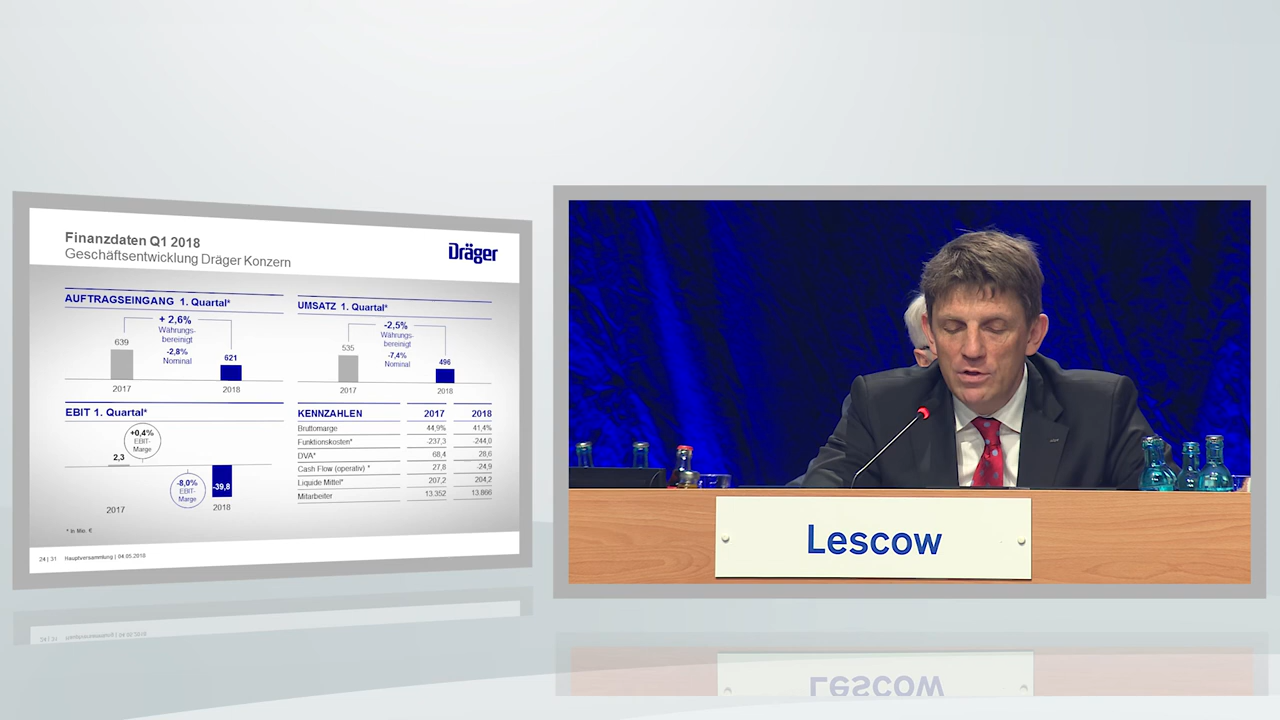 Finanzdaten Q1 2018
Geschäftsentwicklung Dräger Konzern
Dräger
AUFTRAGSEINGANG 1. Quartal*
+ 2,6%
Währungs-
bereinigt
-2,8%
Nominal
639
621
2017
2018
UMSATZ 1. Quartal*
-2,5%
Währungs-
bereinigt
-7,4%
Nominal
535
496
2017
2018
EBIT 1. Quartal*
+0,4%
EBIT-
Marge
2,3
-8,0%
EBIT-
Marge
-39,8
2017
2018
KENNZAHLEN 2017 2018
Bruttomarge 44,9% 41,4%
Funktionskosten* -237,3 -244,0
DVA* 68,4 28,6
Cash Flow (operativ) * 27,8 -24,9
Liquide Mittel* 207,2 204,2
Mitarbeiter 13.352 13.866
* In Mio. €
24 | 31 Hauptversammlung | 04.05.2018
Lescow